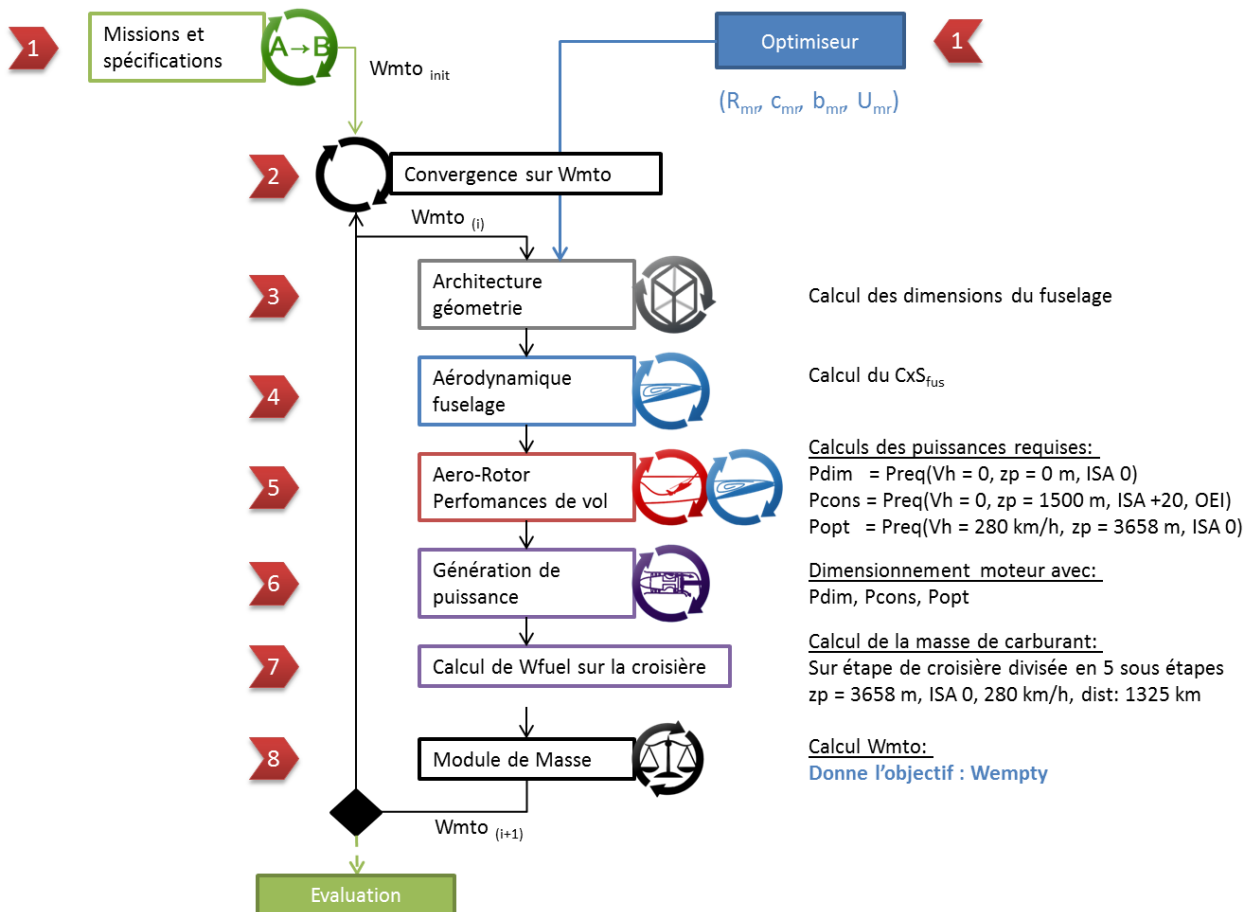 1
Missions et
spécifications
A→B
Wmto init
Optimiseur
1
(Rmr, cmr, bmr, Umr)
2
Convergence sur Wmto
Wmto (i)
3
Architecture
géometrie
Calcul des dimensions du fuselage
4
Aérodynamique
fuselage
Calcul du CxSfus
5
Aero-Rotor
Perfomances de vol
Calculs des puissances requises:
Pdim = Preq(Vh = 0, zp = 0 m, ISA 0)
Pcons = Preq(Vh = 0, zp = 1500 m, ISA +20, OEI)
Popt = Preq(Vh = 280 km/h, zp = 3658 m, ISA 0)
6
Génération de
puissance
Dimensionnement moteur avec:
Pdim, Pcons, Popt
7
Calcul de Wfuel sur la croisière
Calcul de la masse de carburant:
Sur étape de croisière divisée en 5 sous étapes
zp = 3658 m, ISA 0, 280 km/h, dist: 1325 km
8
Module de Masse
Calcul Wmto:
Donne l'objectif : Wempty
Wmto (i+1)
Evaluation